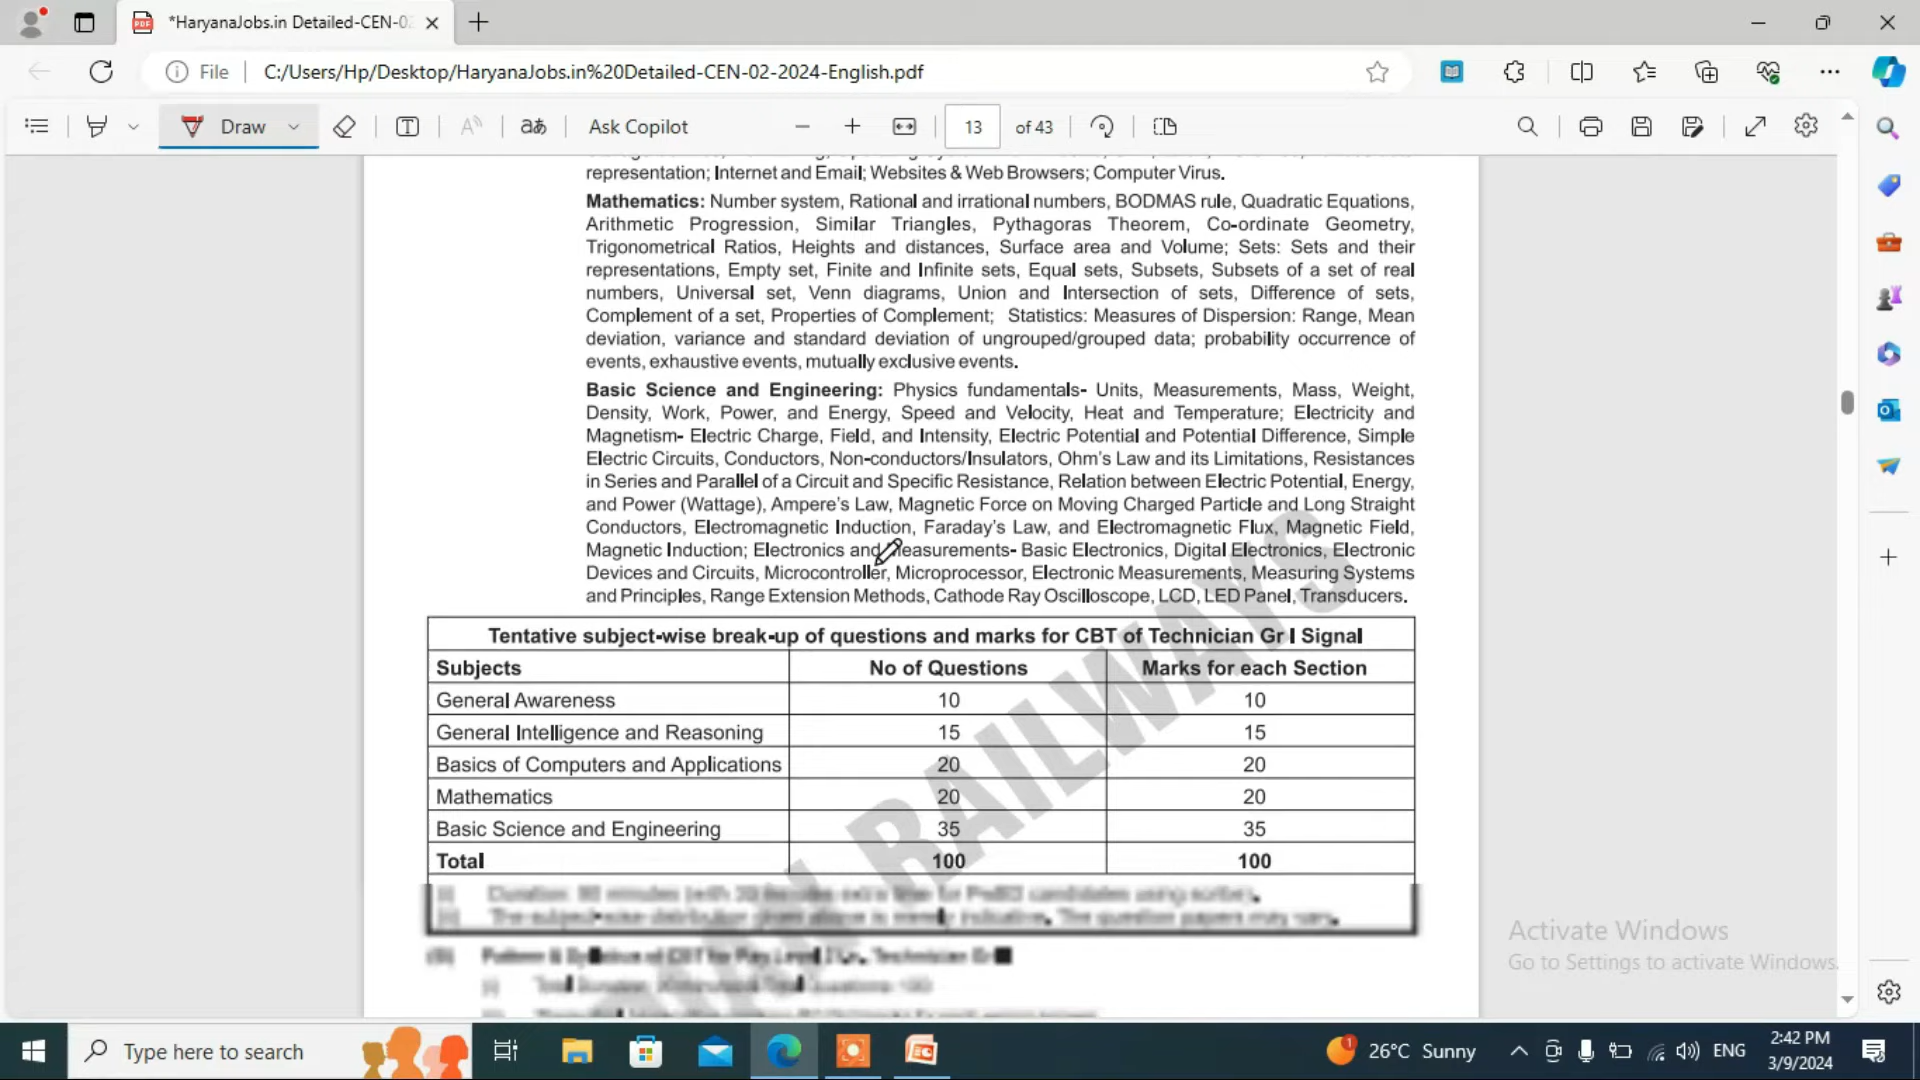 *HaryanaJobs.in Detailed-CEN-02
File
C:/Users/Hp/Desktop/HaryanaJobs.in%20Detailed-CEN-02-2024-English.pdf
Draw
Ask Copilot
13
of 43
representation; Internet and Email; Websites & Web Browsers; Computer Virus.
Mathematics: Number system, Rational and irrational numbers, BODMAS rule, Quadratic Equations,
Arithmetic Progression, Similar Triangles, Pythagoras Theorem, Co-ordinate Geometry,
Trigonometrical Ratios, Heights and distances, Surface area and Volume; Sets: Sets and their
representations, Empty set, Finite and Infinite sets, Equal sets, Subsets, Subsets of a set of real
numbers, Universal set, Venn diagrams, Union and Intersection of sets, Difference of sets,
Complement of a set, Properties of Complement; Statistics: Measures of Dispersion: Range, Mean
deviation, variance and standard deviation of ungrouped/grouped data; probability occurrence of
events, exhaustive events, mutually exclusive events.
Basic Science and Engineering: Physics fundamentals- Units, Measurements, Mass, Weight,
Density, Work, Power, and Energy, Speed and Velocity, Heat and Temperature; Electricity and
Magnetism- Electric Charge, Field, and Intensity, Electric Potential and Potential Difference, Simple
Electric Circuits, Conductors, Non-conductors/Insulators, Ohm's Law and its Limitations, Resistances
in Series and Parallel of a Circuit and Specific Resistance, Relation between Electric Potential, Energy,
and Power (Wattage), Ampere's Law, Magnetic Force on Moving Charged Particle and Long Straight
Conductors, Electromagnetic Induction, Faraday's Law, and Electromagnetic Flux, Magnetic Field,
Magnetic Induction; Electronics and Measurements- Basic Electronics, Digital Electronics, Electronic
Devices and Circuits, Microcontroller, Microprocessor, Electronic Measurements, Measuring Systems
and Principles, Range Extension Methods, Cathode Ray Oscilloscope, LCD, LED Panel, Transducers.
Tentative subject-wise break-up of questions and marks for CBT of Technician Gr I Signal
Subjects No of Questions Marks for each Section
General Awareness 10 10
General Intelligence and Reasoning 15 15
Basics of Computers and Applications 20 20
Mathematics 20 20
Basic Science and Engineering 35 35
Total 100 100
The subject-wise distribution given above is merely indicative. The question papers may vary.
RAILWAYS
Activate Windows
Go to Settings to activate Windows.
Type here to search
26°C Sunny
ENG
2:42 PM
3/9/2024